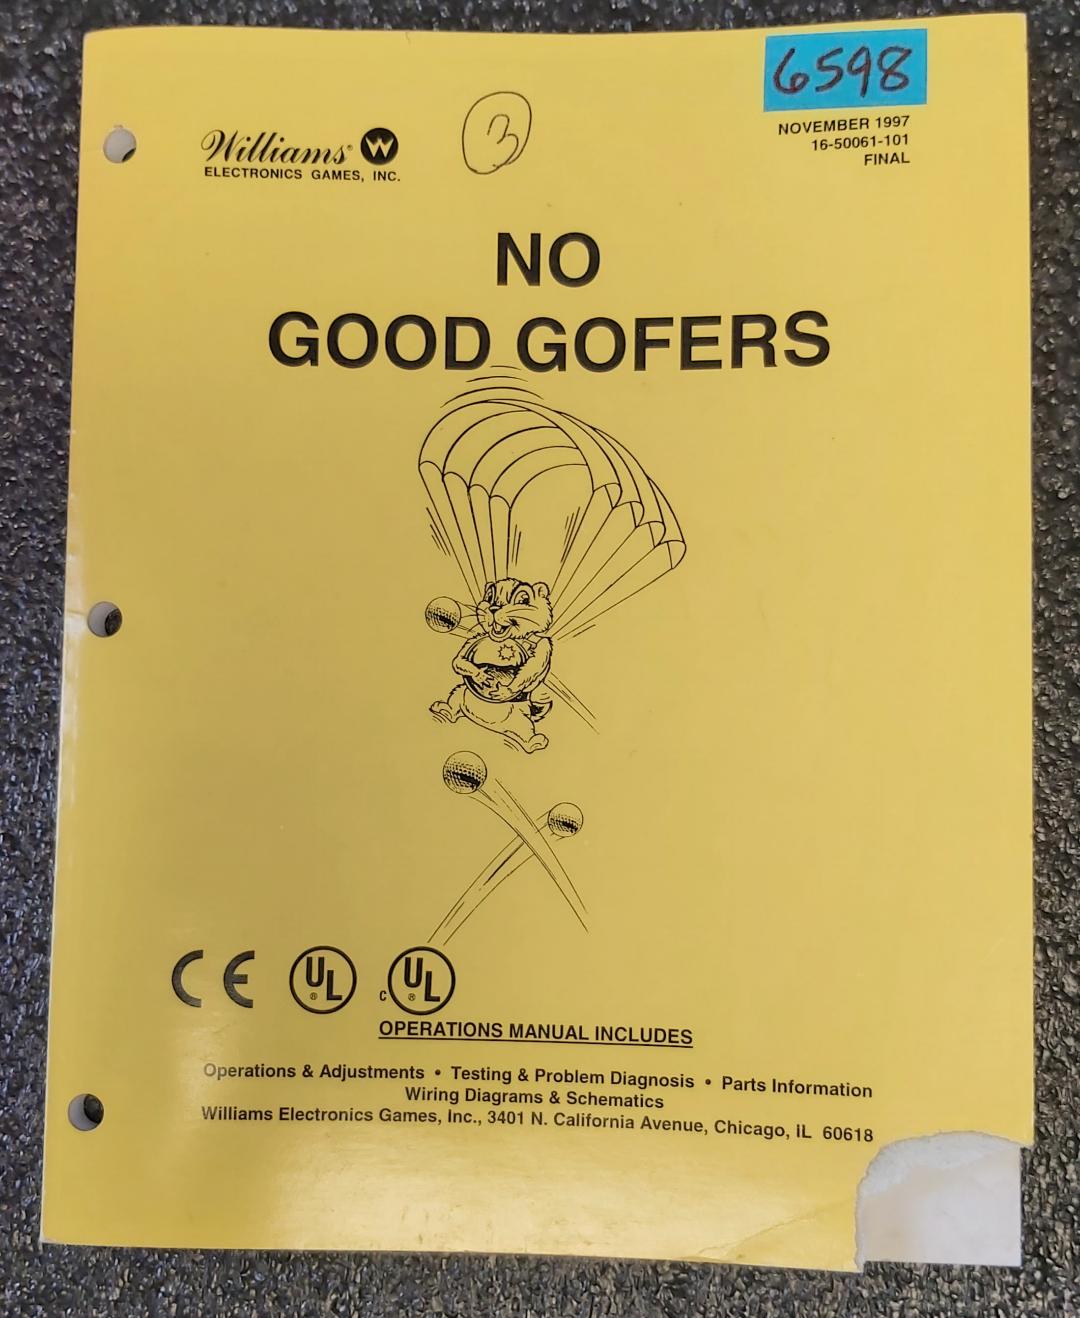 6598
3
Williams® W
ELECTRONICS GAMES, INC.
NOVEMBER 1997
16-50061-101
FINAL
NO
GOOD GOFERS
CE UL® c UL®
OPERATIONS MANUAL INCLUDES
Operations & Adjustments • Testing & Problem Diagnosis • Parts Information
Wiring Diagrams & Schematics
Williams Electronics Games, Inc., 3401 N. California Avenue, Chicago, IL 60618